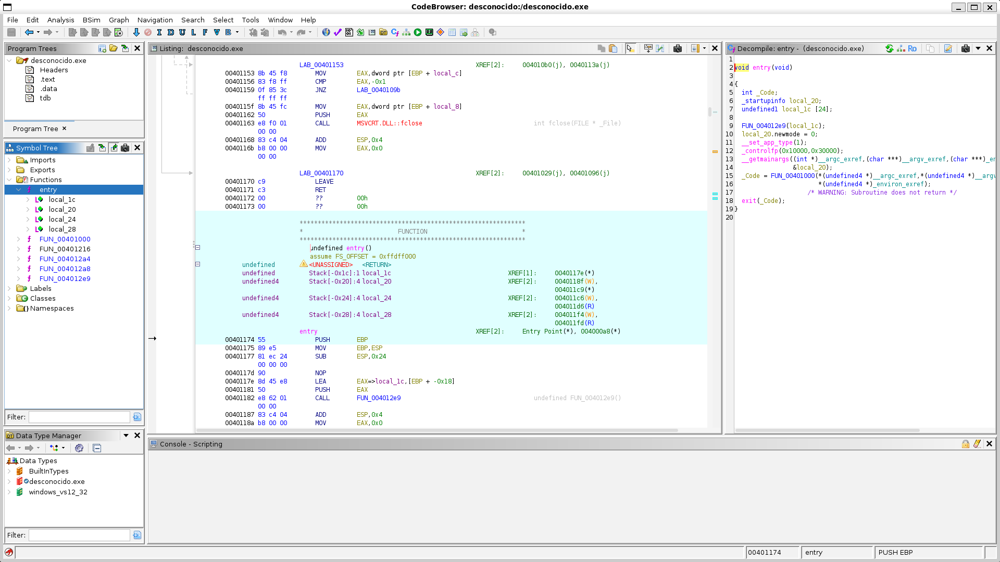 CodeBrowser: desconocido:/desconocido.exe
File Edit Analysis BSim Graph Navigation Search Select Tools Window Help
I D U L F V B
Program Trees
desconocido.exe
Headers
.text
.data
tdb
Program Tree
Symbol Tree
Imports
Exports
Functions
entry
local_1c
local_20
local_24
local_28
FUN_00401000
FUN_00401216
FUN_004012a4
FUN_004012a8
FUN_004012e9
Labels
Classes
Namespaces
Filter:
Data Type Manager
Data Types
BuiltInTypes
desconocido.exe
windows_vs12_32
Filter:
Listing: desconocido.exe
LAB_00401153 XREF[2]: 004010b0(j), 0040113a(j)
00401153 8b 45 f8 MOV EAX,dword ptr [EBP + local_c]
00401156 83 f8 ff CMP EAX,-0x1
00401159 0f 85 3c JNZ LAB_0040109b
ff ff ff
0040115f 8b 45 fc MOV EAX,dword ptr [EBP + local_8]
00401162 50 PUSH EAX
00401163 e8 f0 01 CALL MSVCRT.DLL::fclose int fclose(FILE * _File)
00 00
00401168 83 c4 04 ADD ESP,0x4
0040116b b8 00 00 MOV EAX,0x0
00 00
LAB_00401170 XREF[2]: 00401029(j), 00401096(j)
00401170 c9 LEAVE
00401171 c3 RET
00401172 00 ?? 00h
00401173 00 ?? 00h
**************************************************************
* FUNCTION *
**************************************************************
undefined entry()
assume FS_OFFSET = 0xffdff000
undefined <UNASSIGNED> <RETURN>
undefined Stack[-0x1c]:1 local_1c XREF[1]: 0040117e(*)
undefined4 Stack[-0x20]:4 local_20 XREF[2]: 0040118f(W),
004011c9(*)
undefined4 Stack[-0x24]:4 local_24 XREF[2]: 004011c6(W),
004011d6(R)
undefined4 Stack[-0x28]:4 local_28 XREF[2]: 004011f4(W),
004011fd(R)
entry XREF[2]: Entry Point(*), 004000a8(*)
00401174 55 PUSH EBP
00401175 89 e5 MOV EBP,ESP
00401177 81 ec 24 SUB ESP,0x24
00 00 00
0040117d 90 NOP
0040117e 8d 45 e8 LEA EAX=>local_1c,[EBP + -0x18]
00401181 50 PUSH EAX
00401182 e8 62 01 CALL FUN_004012e9 undefined FUN_004012e9()
00 00
00401187 83 c4 04 ADD ESP,0x4
0040118a b8 00 00 MOV EAX,0x0
Decompile: entry - (desconocido.exe)
Ro
1
2 void entry(void)
3
4 {
5 int _Code;
6 _startupinfo local_20;
7 undefined1 local_1c [24];
8
9 FUN_004012e9(local_1c);
10 local_20.newmode = 0;
11 __set_app_type(1);
12 _controlfp(0x10000,0x30000);
13 __getmainargs((int *)__argc_exref,(char ***)__argv_exref,(char ***)_en
14 &local_20);
15 _Code = FUN_00401000(*(undefined4 *)__argc_exref,*(undefined4 *)__argv
16 *(undefined4 *)_environ_exref);
17 /* WARNING: Subroutine does not return */
18 exit(_Code);
19 }
20
Console - Scripting
00401174 entry PUSH EBP